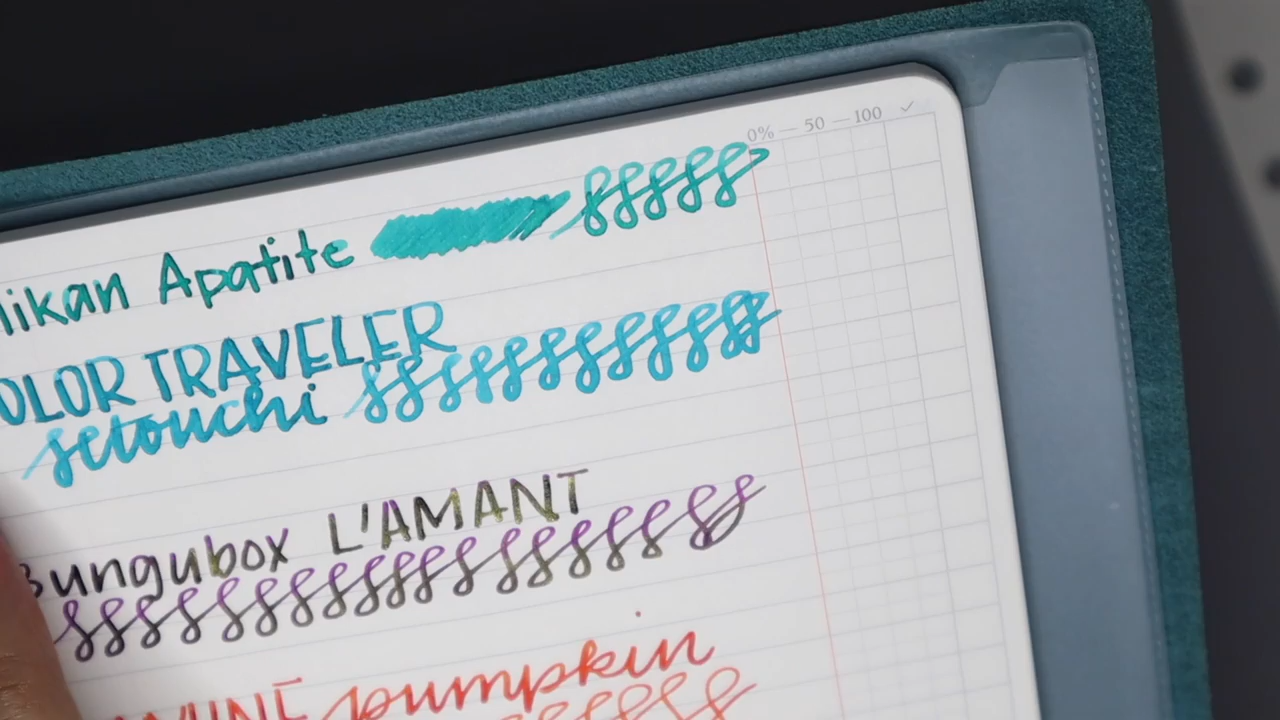 0% — 50 — 100 ✓
likan Apatite
OLOR TRAVELER
setouchi
Bungubox L'AMANT
pumpkin